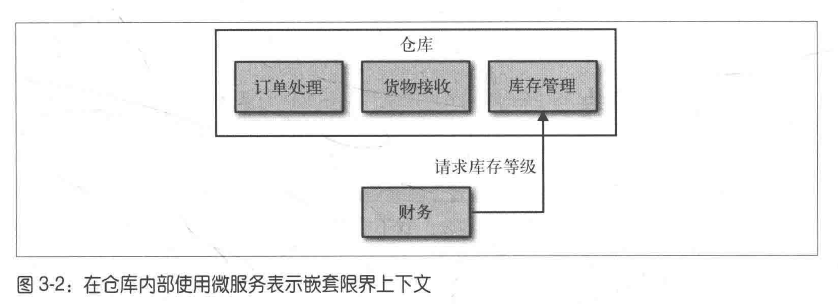 仓库
订单处理
货物接收
库存管理
请求库存等级
财务
图 3-2：在仓库内部使用微服务表示嵌套限界上下文